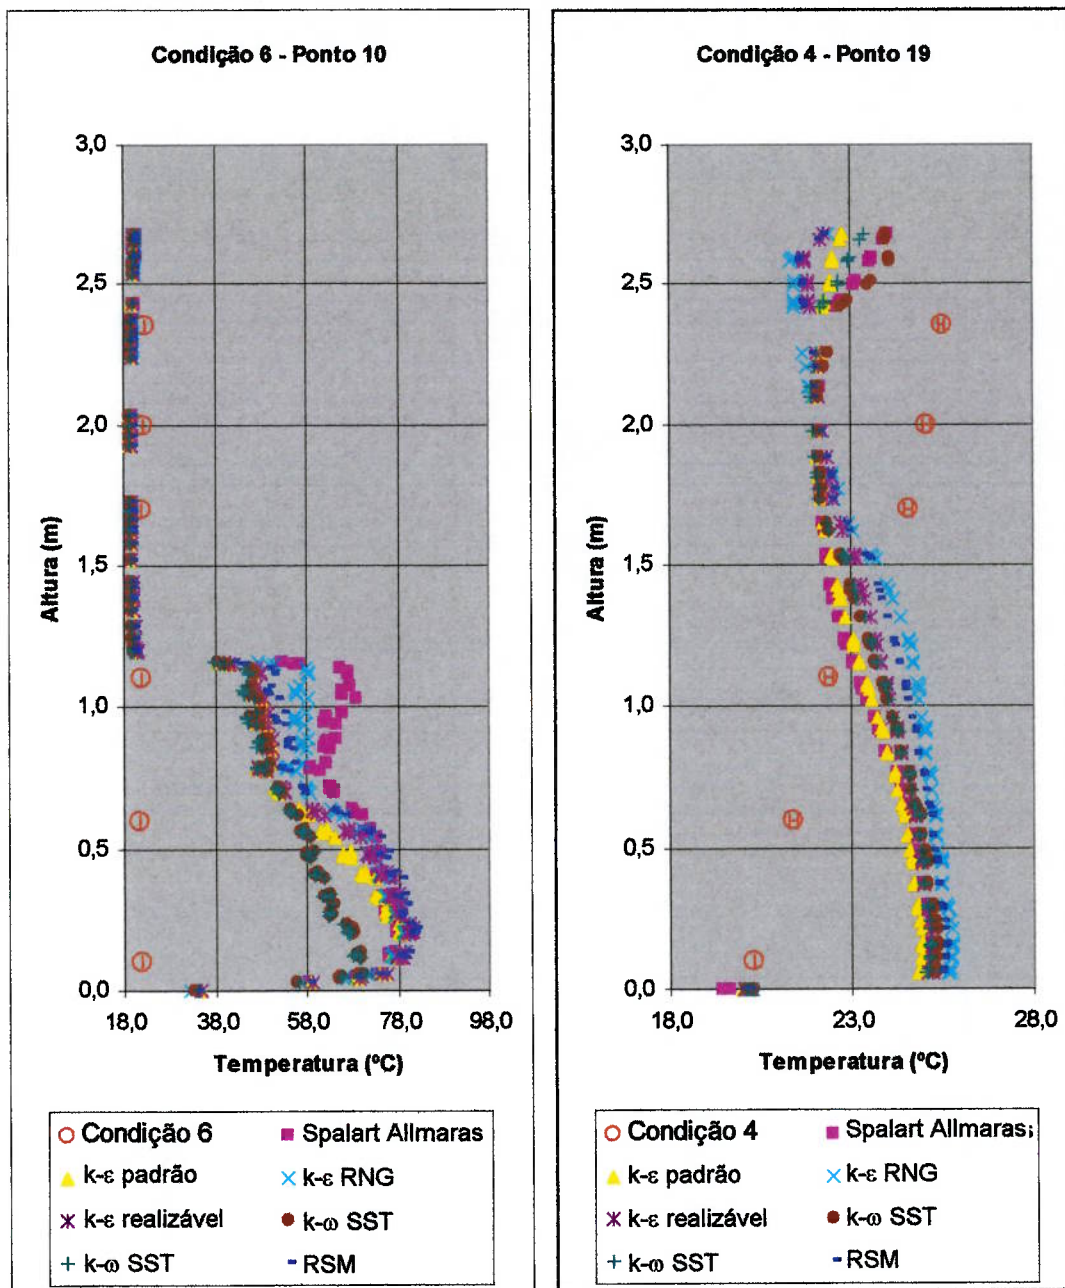 Condição 6 - Ponto 10
3,0
2,5
2,0
1,5
1,0
0,5
0,0
Altura (m)
18,0 38,0 58,0 78,0 98,0
Temperatura (ºC)
Condição 6
Spalart Allmaras
k-ε padrão
k-ε RNG
k-ε realizável
k-ω SST
k-ω SST
RSM
Condição 4 - Ponto 19
3,0
2,5
2,0
1,5
1,0
0,5
0,0
Altura (m)
18,0 23,0 28,0
Temperatura (ºC)
Condição 4
Spalart Allmaras
k-ε padrão
k-ε RNG
k-ε realizável
k-ω SST
k-ω SST
RSM